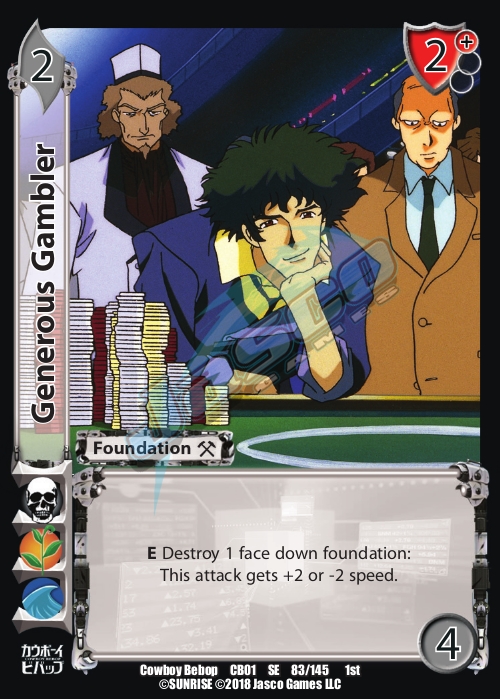 2
2
+
Generous Gambler
JASCO
GAMES
Foundation
E Destroy 1 face down foundation:
This attack gets +2 or -2 speed.
4
カウボーイ
ビバップ
Cowboy Bebop CB01 SE 83/145 1st
©SUNRISE ©2018 Jasco Games LLC